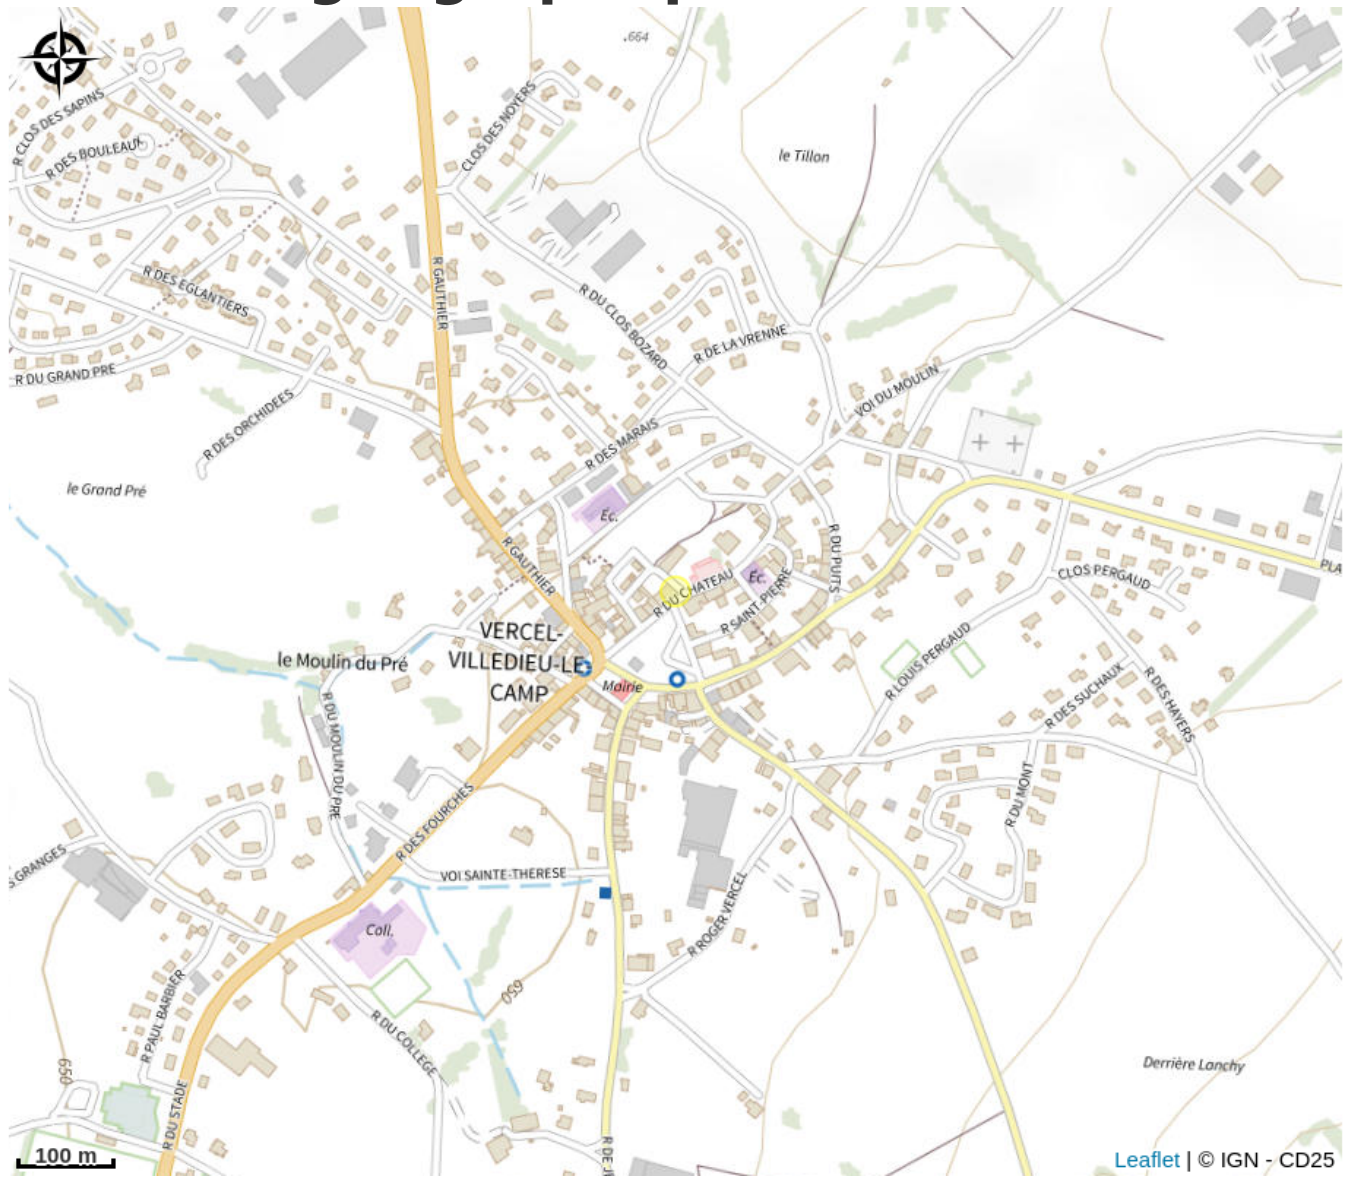 .664
R CLOS DES SAPINS
R DES BOULEAUX
CLOS DES NOYERS
le Tillon
R DES EGLANTIERS
R GAUTHIER
R DU CLOS BOZARD
R DE LA VRENNE
R DU GRAND PRE
R DES ORCHIDEES
VOI DU MOULIN
R DES MARAIS
le Grand Pré
Éc.
R GAUTHIER
R DU PUITS
R DU CHATEAU
Éc.
R SAINT-PIERRE
CLOS PERGAUD
PLA
VERCEL-
VILLEDIEU-LE-
CAMP
le Moulin du Pré
Mairie
R LOUIS PERGAUD
R DES SUCHAUX
R DES HAYERS
R DU MOULIN DU PRE
R DU MONT
R DES FOURCHES
S GRANGES
VOI SAINTE-THERESE
R ROGER VERCEL
Coll.
650
R PAUL BARBIER
R DU COLLEGE
650
Derrière Lanchy
R DU STADE
100 m
Leaflet | © IGN - CD25